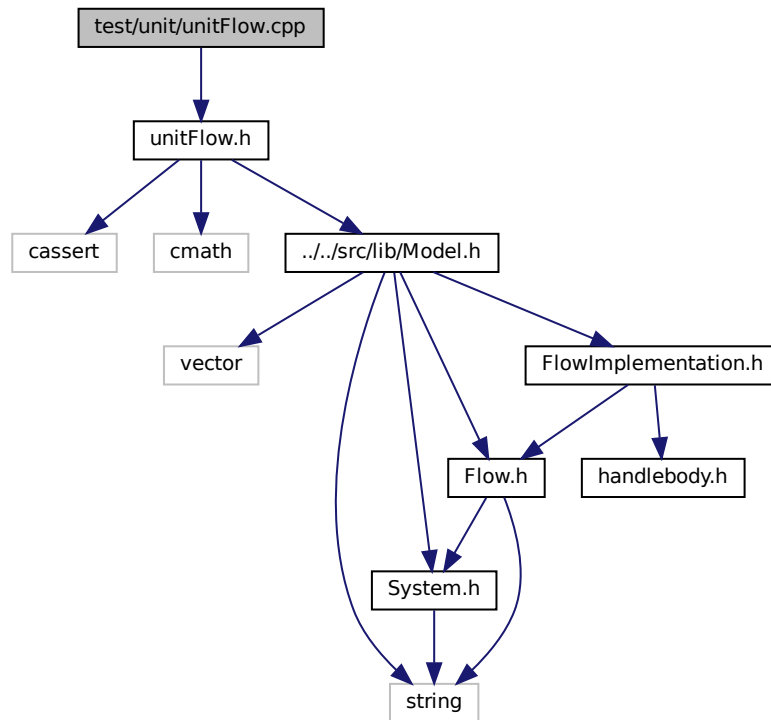 test/unit/unitFlow.cpp
unitFlow.h
cassert
cmath
../../src/lib/Model.h
vector
FlowImplementation.h
Flow.h
handlebody.h
System.h
string